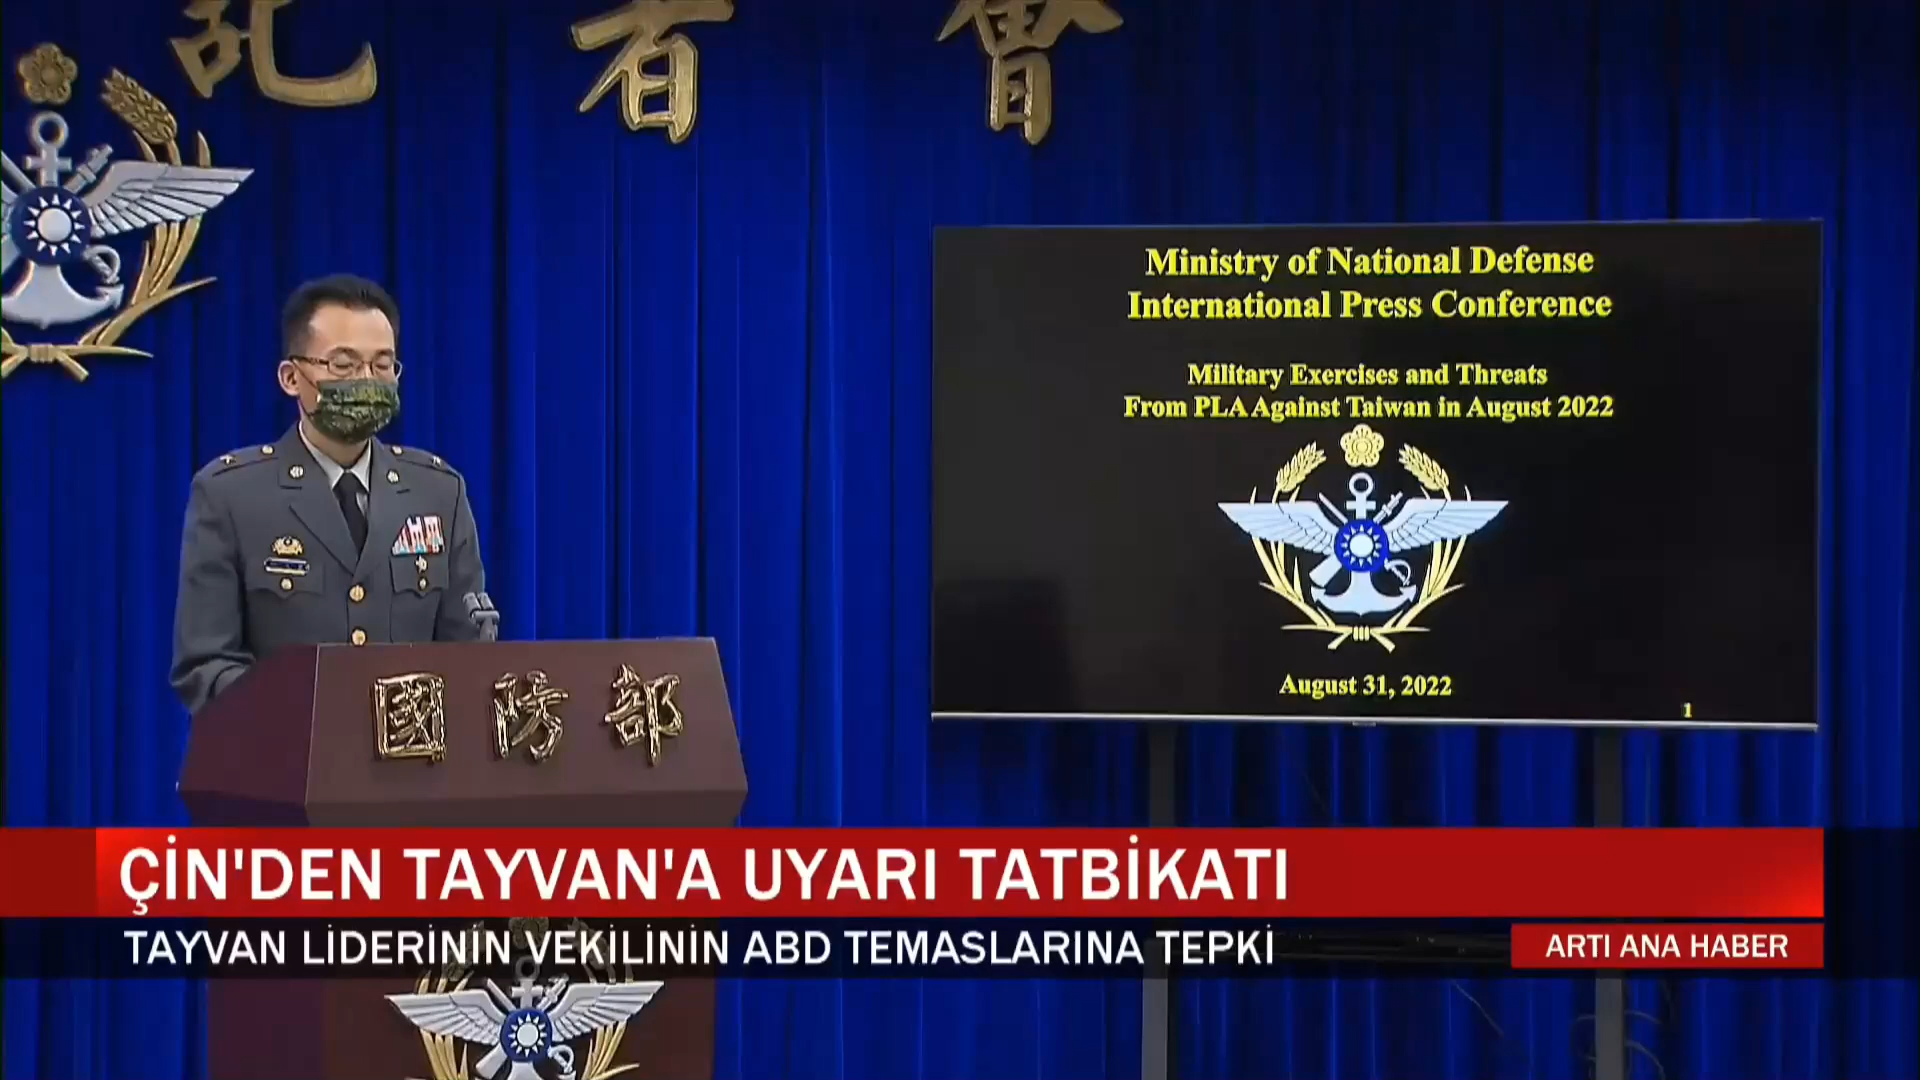 記者會
Ministry of National Defense
International Press Conference
Military Exercises and Threats
From PLA Against Taiwan in August 2022
August 31, 2022
1
國防部
ÇİN'DEN TAYVAN'A UYARI TATBİKATI
TAYVAN LİDERİNİN VEKİLİNİN ABD TEMASLARINA TEPKİ
ARTI ANA HABER